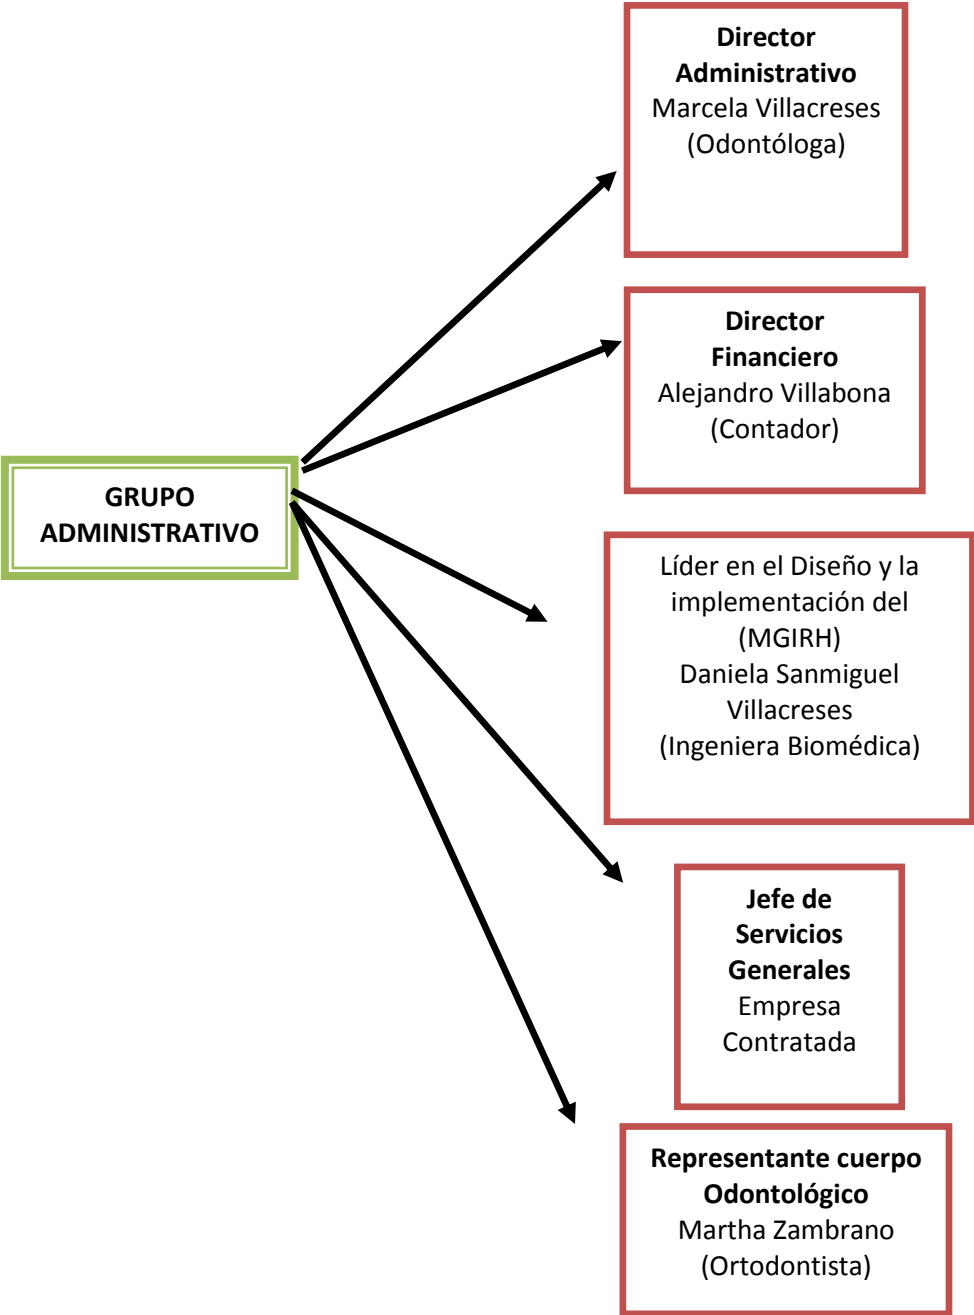 Director
Administrativo
Marcela Villacreses
(Odontóloga)
Director
Financiero
Alejandro Villabona
(Contador)
GRUPO
ADMINISTRATIVO
Líder en el Diseño y la
implementación del
(MGIRH)
Daniela Sanmiguel
Villacreses
(Ingeniera Biomédica)
Jefe de
Servicios
Generales
Empresa
Contratada
Representante cuerpo
Odontológico
Martha Zambrano
(Ortodontista)